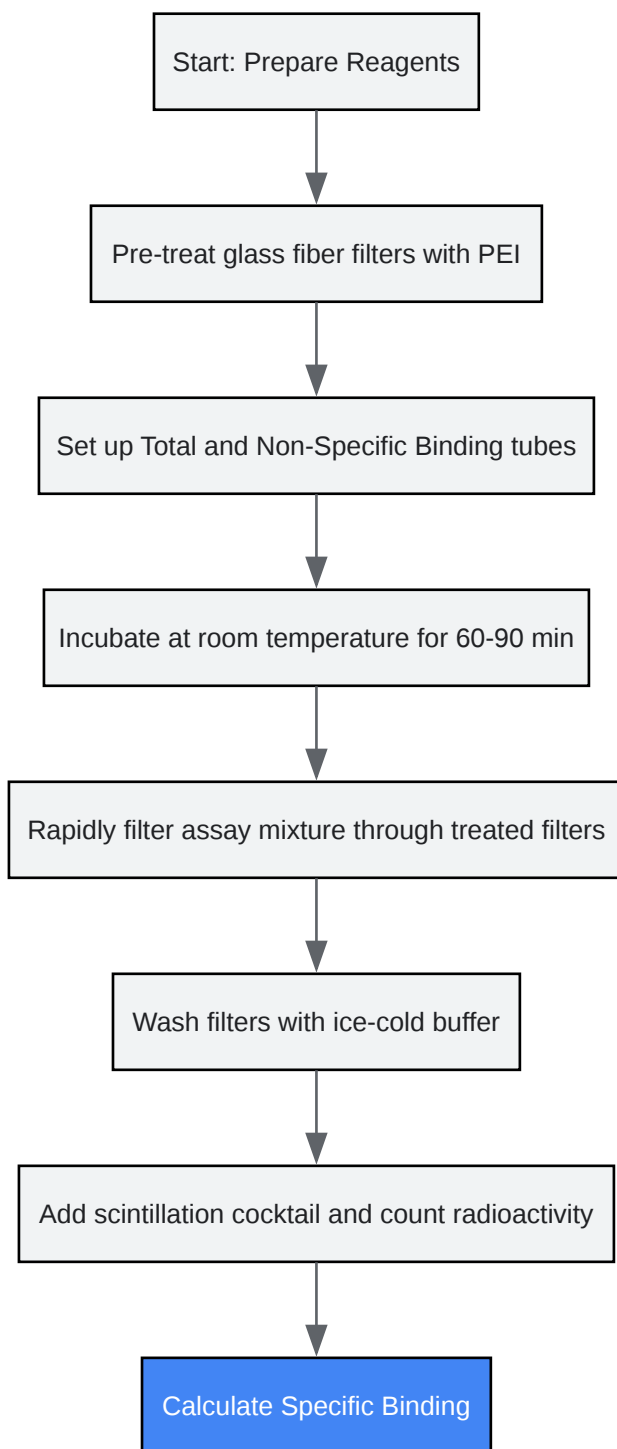 Start: Prepare Reagents
Pre-treat glass fiber filters with PEI
Set up Total and Non-Specific Binding tubes
Incubate at room temperature for 60-90 min
Rapidly filter assay mixture through treated filters
Wash filters with ice-cold buffer
Add scintillation cocktail and count radioactivity
Calculate Specific Binding